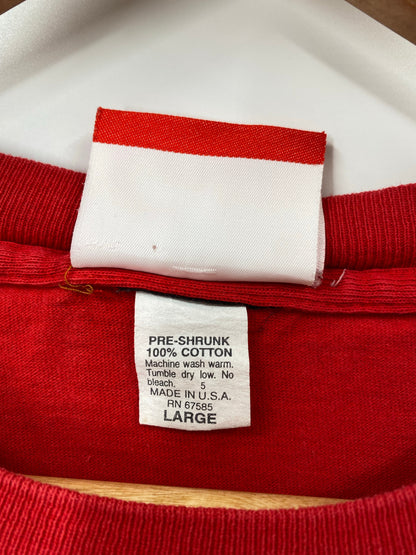 PRE-SHRUNK
100% COTTON
Machine wash warm.
Tumble dry low. No
bleach. 5
MADE IN U.S.A.
RN 67585
LARGE